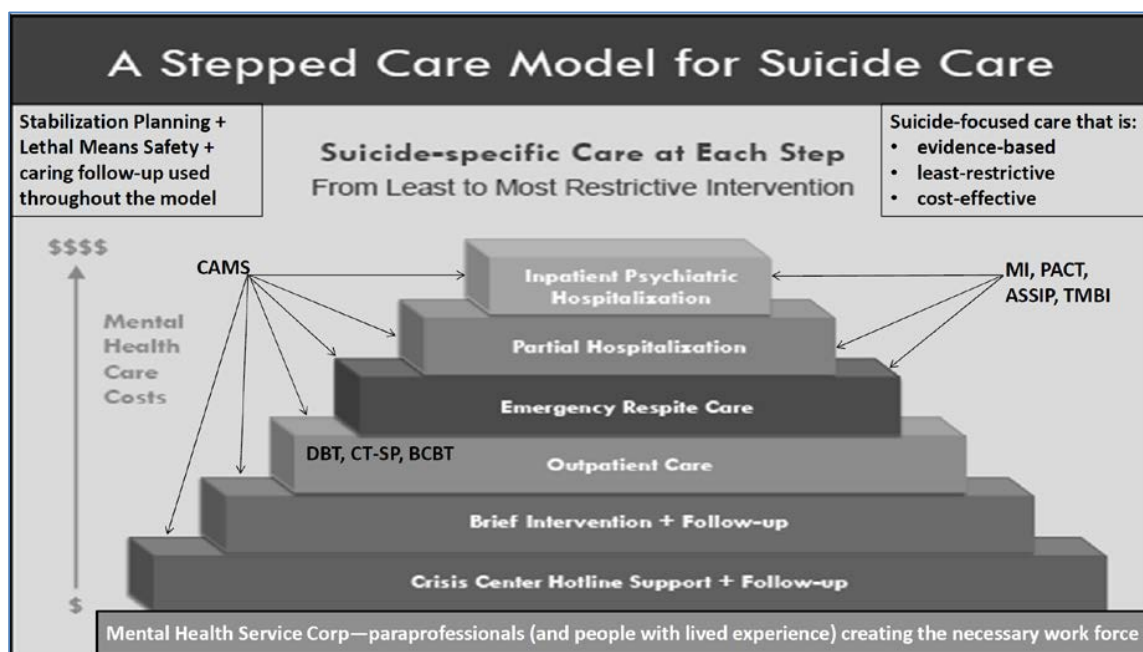 A Stepped Care Model for Suicide Care
Stabilization Planning +
Lethal Means Safety +
caring follow-up used
throughout the model
Suicide-specific Care at Each Step
From Least to Most Restrictive Intervention
Suicide-focused care that is:
• evidence-based
• least-restrictive
• cost-effective
$$$$
Mental
Health
Care
Costs
$
CAMS
MI, PACT,
ASSIP, TMBI
Inpatient Psychiatric
Hospitalization
Partial Hospitalization
Emergency Respite Care
DBT, CT-SP, BCBT
Outpatient Care
Brief Intervention + Follow-up
Crisis Center Hotline Support + Follow-up
Mental Health Service Corp—paraprofessionals (and people with lived experience) creating the necessary work force